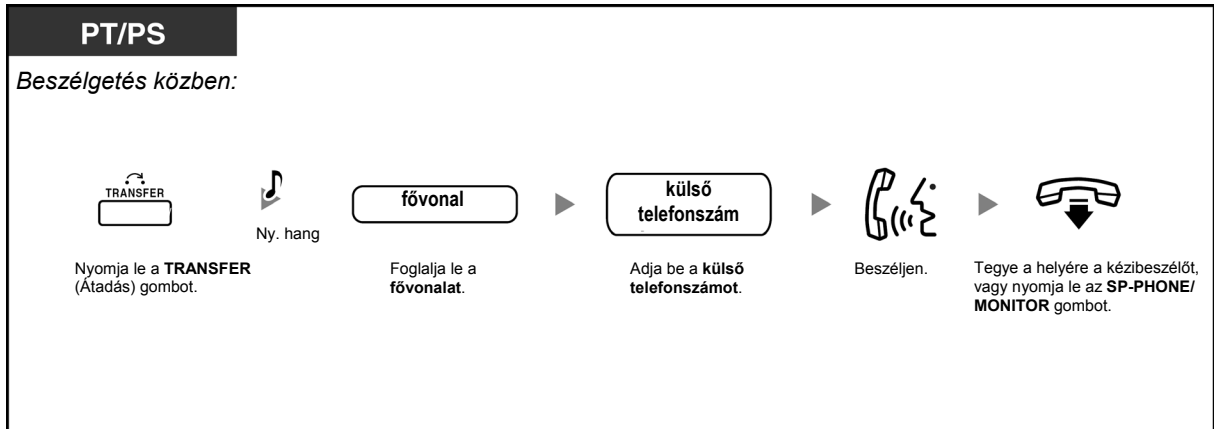 PT/PS
Beszélgetés közben:
TRANSFER
Ny. hang
fővonal
külső
telefonszám
Nyomja le a TRANSFER
(Átadás) gombot.
Foglalja le a
fővonalat.
Adja be a külső
telefonszámot.
Beszéljen.
Tegye a helyére a kézibeszélőt,
vagy nyomja le az SP-PHONE/
MONITOR gombot.